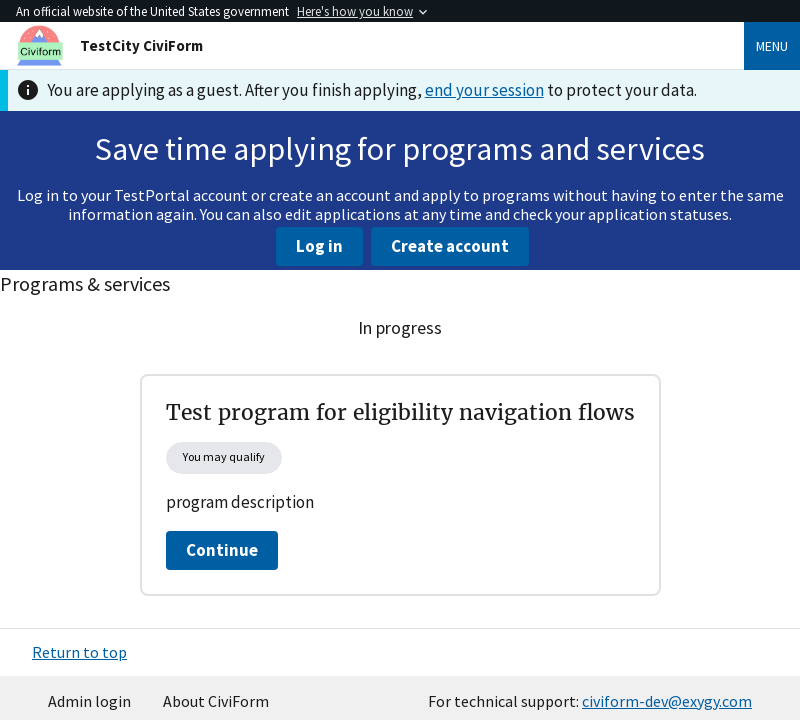 An official website of the United States government Here's how you know
Civiform
TestCity CiviForm
MENU
You are applying as a guest. After you finish applying, end your session to protect your data.
Save time applying for programs and services
Log in to your TestPortal account or create an account and apply to programs without having to enter the same
information again. You can also edit applications at any time and check your application statuses.
Log in
Create account
Programs & services
In progress
Test program for eligibility navigation flows
You may qualify
program description
Continue
Return to top
Admin login
About CiviForm
For technical support: civiform-dev@exygy.com